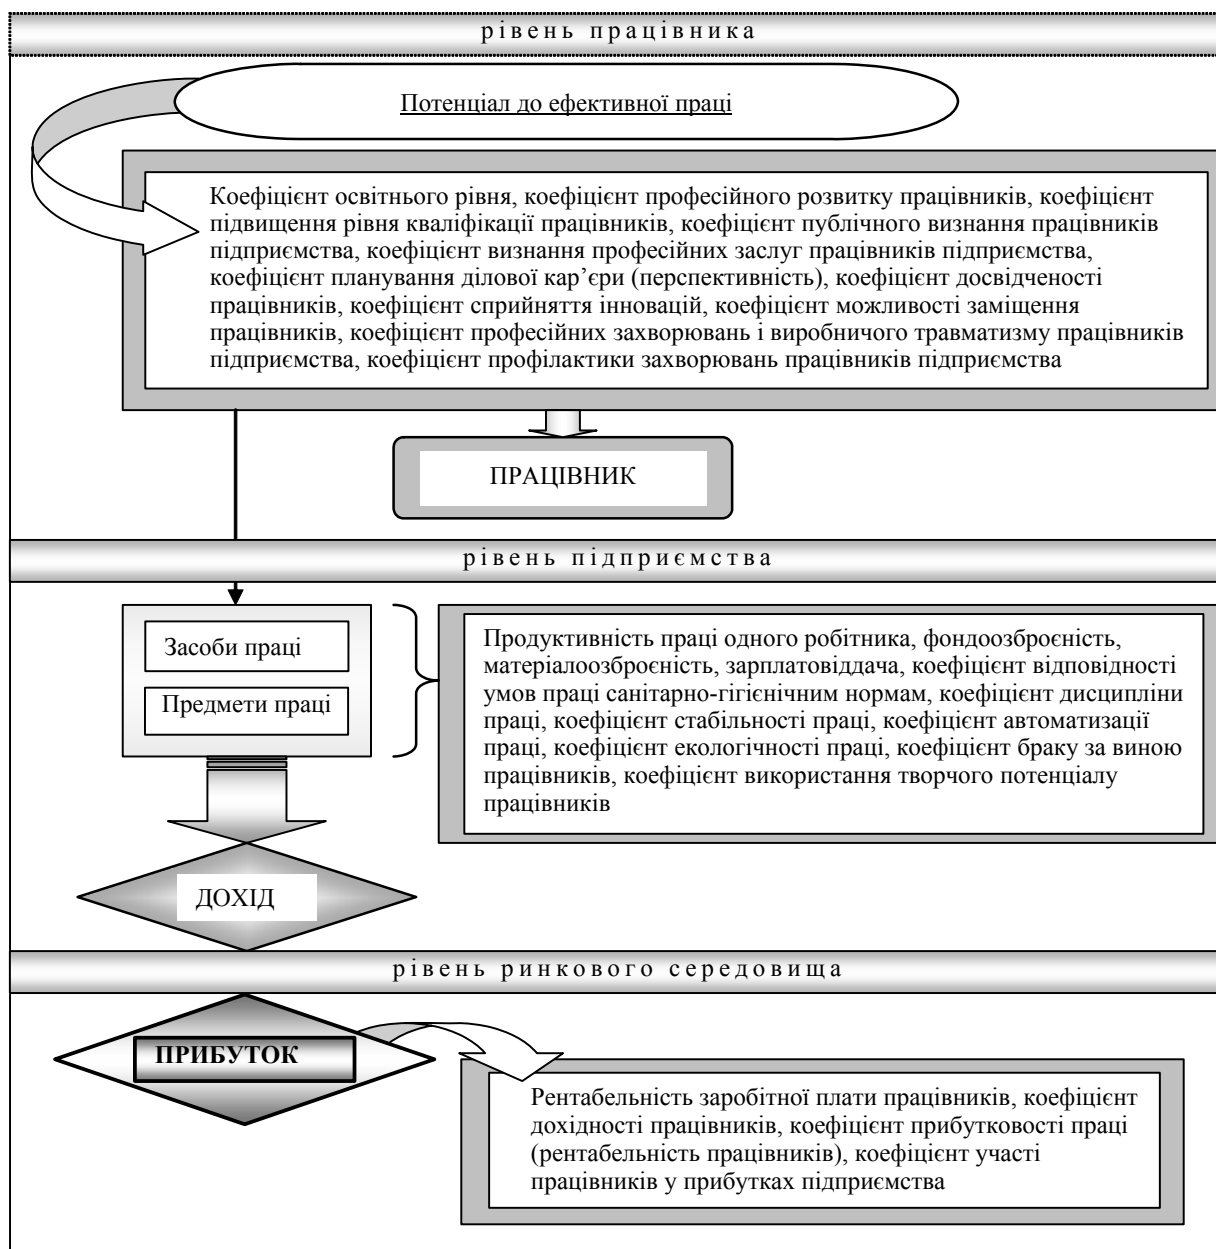 рівень працівника
Потенціал до ефективної праці
Коефіцієнт освітнього рівня, коефіцієнт професійного розвитку працівників, коефіцієнт
підвищення рівня кваліфікації працівників, коефіцієнт публічного визнання працівників
підприємства, коефіцієнт визнання професійних заслуг працівників підприємства,
коефіцієнт планування ділової кар’єри (перспективність), коефіцієнт досвідченості
працівників, коефіцієнт сприйняття інновацій, коефіцієнт можливості заміщення
працівників, коефіцієнт професійних захворювань і виробничого травматизму працівників
підприємства, коефіцієнт профілактики захворювань працівників підприємства
ПРАЦІВНИК
рівень підприємства
Засоби праці
Предмети праці
Продуктивність праці одного робітника, фондоозброєність,
матеріалоозброєність, зарплатовіддача, коефіцієнт відповідності
умов праці санітарно-гігієнічним нормам, коефіцієнт дисципліни
праці, коефіцієнт стабільності праці, коефіцієнт автоматизації
праці, коефіцієнт екологічності праці, коефіцієнт браку за виною
працівників, коефіцієнт використання творчого потенціалу
працівників
ДОХІД
рівень ринкового середовища
ПРИБУТОК
Рентабельність заробітної плати працівників, коефіцієнт
дохідності працівників, коефіцієнт прибутковості праці
(рентабельність працівників), коефіцієнт участі
працівників у прибутках підприємства